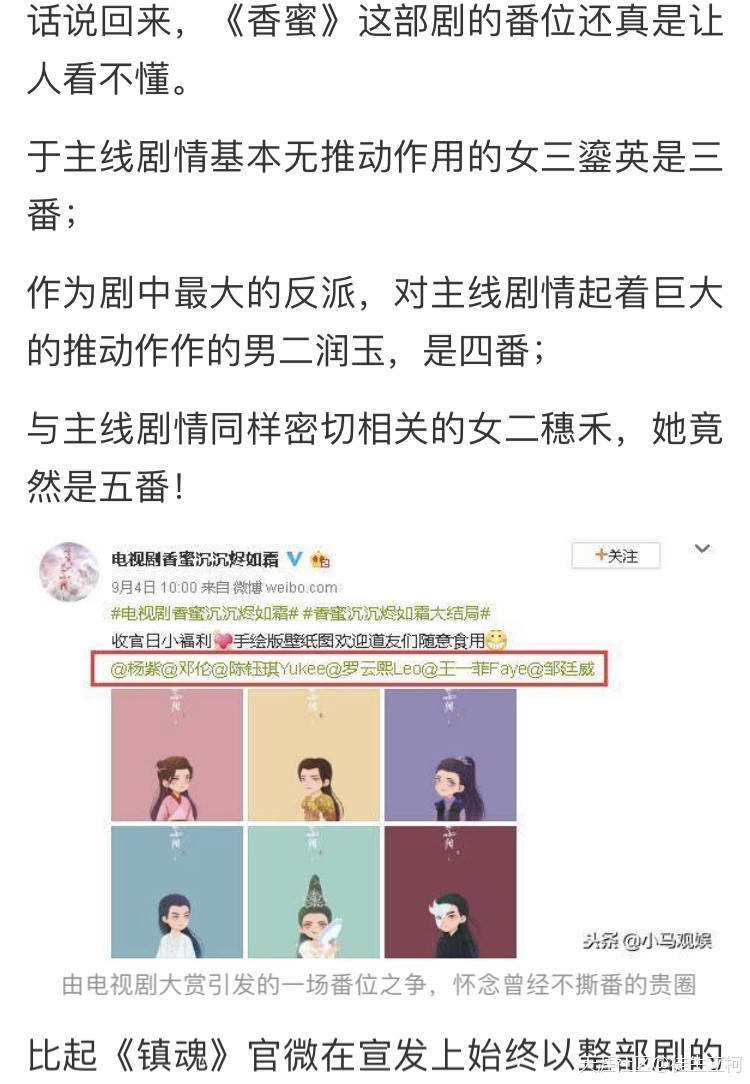 话说回来，《香蜜》这部剧的番位还真是让
人看不懂。
于主线剧情基本无推动作用的女三鎏英是三
番；
作为剧中最大的反派，对主线剧情起着巨大
的推动作作的男二润玉，是四番；
与主线剧情同样密切相关的女二穗禾，她竟
然是五番！
电视剧香蜜沉沉烬如霜
+关注
9月4日 10:00 来自 微博 weibo.com
#电视剧香蜜沉沉烬如霜# #香蜜沉沉烬如霜大结局#
收官日小福利手绘版壁纸图欢迎道友们随意食用
@杨紫@邓伦@陈钰琪Yukee@罗云熙Leo@王一菲Faye@邹廷威
头条 @小马观娱
由电视剧大赏引发的一场番位之争，怀念曾经不撕番的贵圈
比起《镇魂》官微在宣发上始终以整部剧的